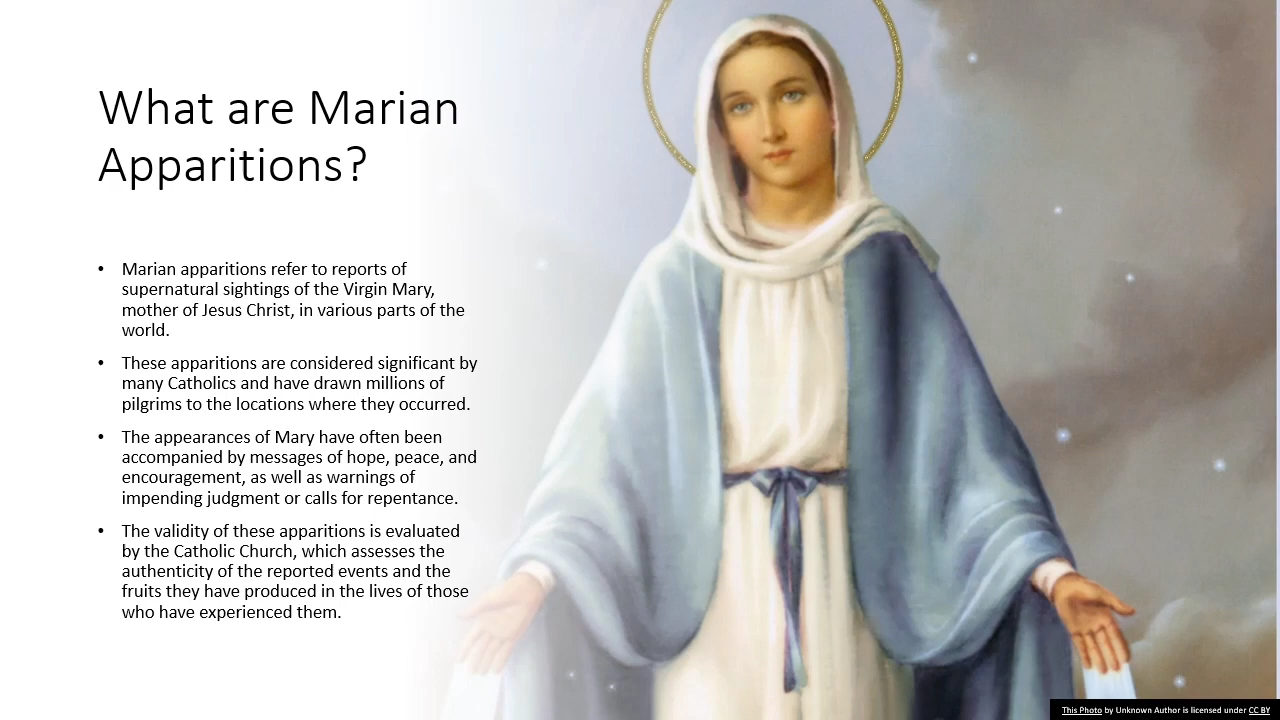 What are Marian
Apparitions?
• Marian apparitions refer to reports of
supernatural sightings of the Virgin Mary,
mother of Jesus Christ, in various parts of the
world.
• These apparitions are considered significant by
many Catholics and have drawn millions of
pilgrims to the locations where they occurred.
• The appearances of Mary have often been
accompanied by messages of hope, peace, and
encouragement, as well as warnings of
impending judgment or calls for repentance.
• The validity of these apparitions is evaluated
by the Catholic Church, which assesses the
authenticity of the reported events and the
fruits they have produced in the lives of those
who have experienced them.
This Photo by Unknown Author is licensed under CC BY